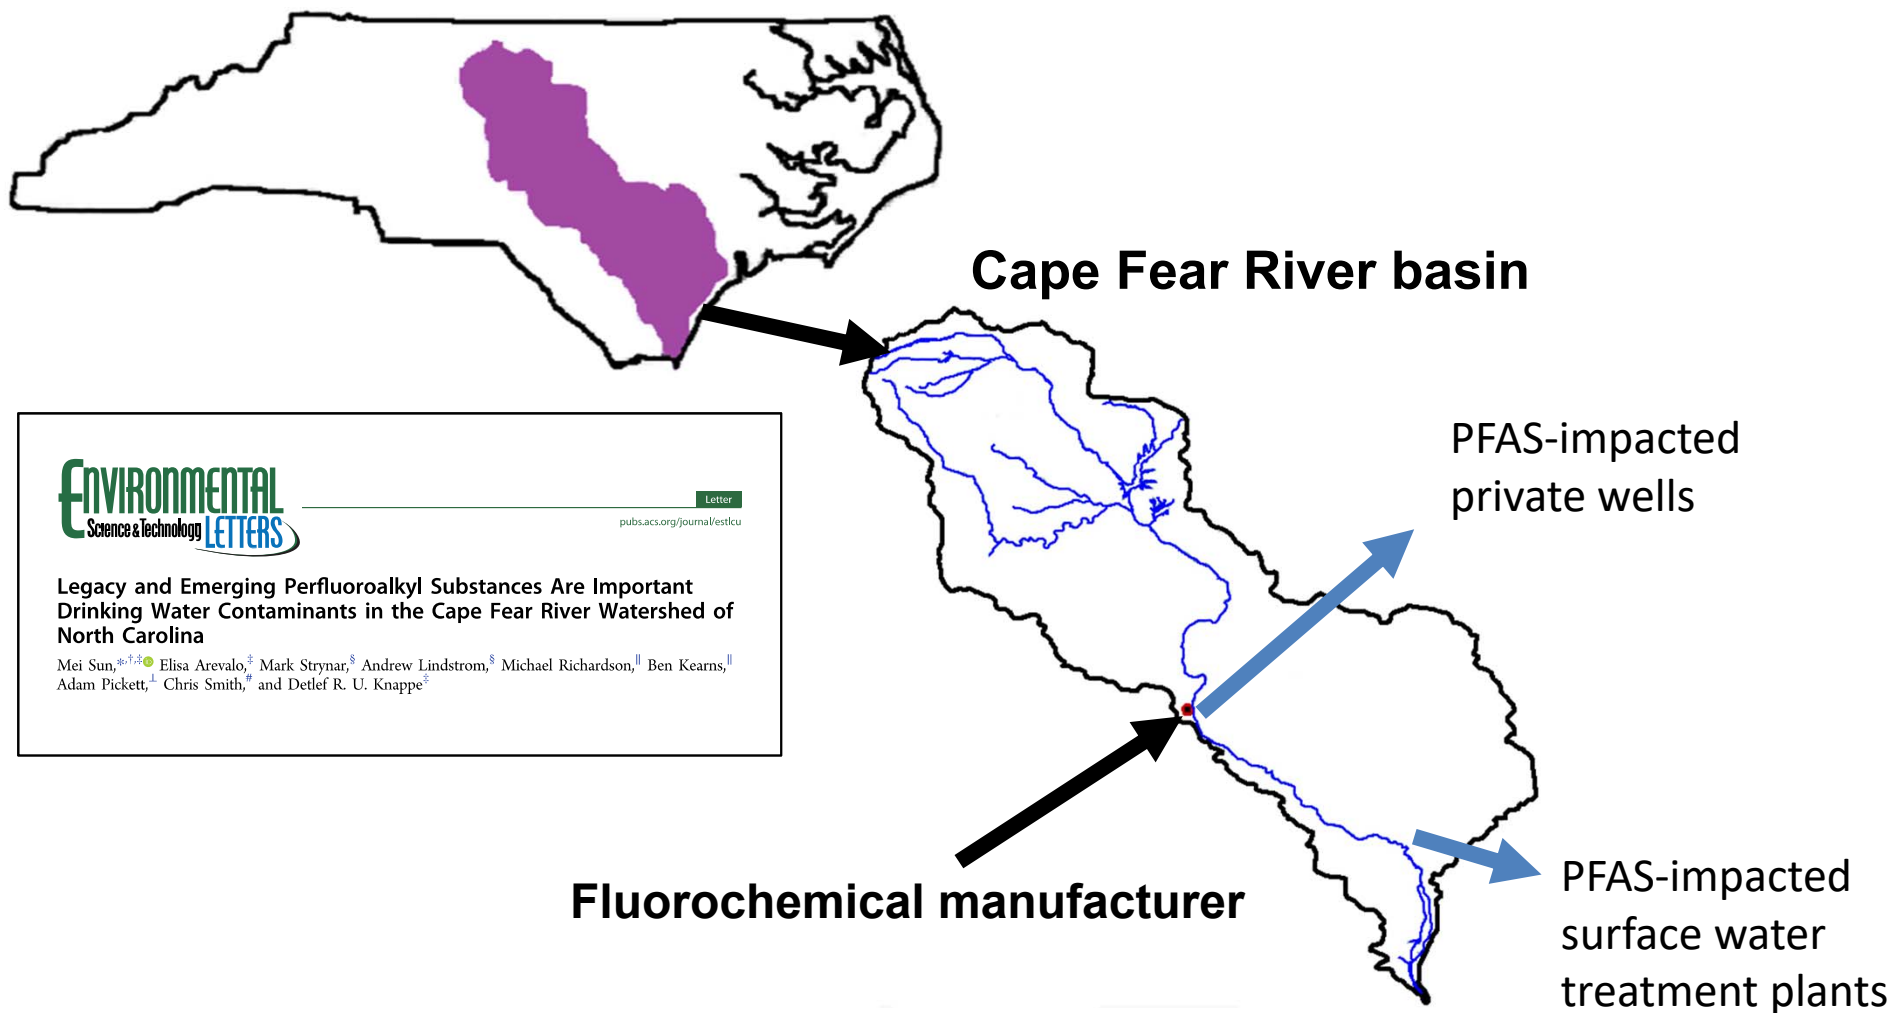 Cape Fear River basin
ENVIRONMENTAL
Science & Technology LETTERS
Letter
pubs.acs.org/journal/estlcu
Legacy and Emerging Perfluoroalkyl Substances Are Important
Drinking Water Contaminants in the Cape Fear River Watershed of
North Carolina
Mei Sun,*,†,‡ Elisa Arevalo,‡ Mark Strynar,§ Andrew Lindstrom,§ Michael Richardson,∥ Ben Kearns,∥
Adam Pickett,⊥ Chris Smith,# and Detlef R. U. Knappe‡
PFAS-impacted
private wells
Fluorochemical manufacturer
PFAS-impacted
surface water
treatment plants